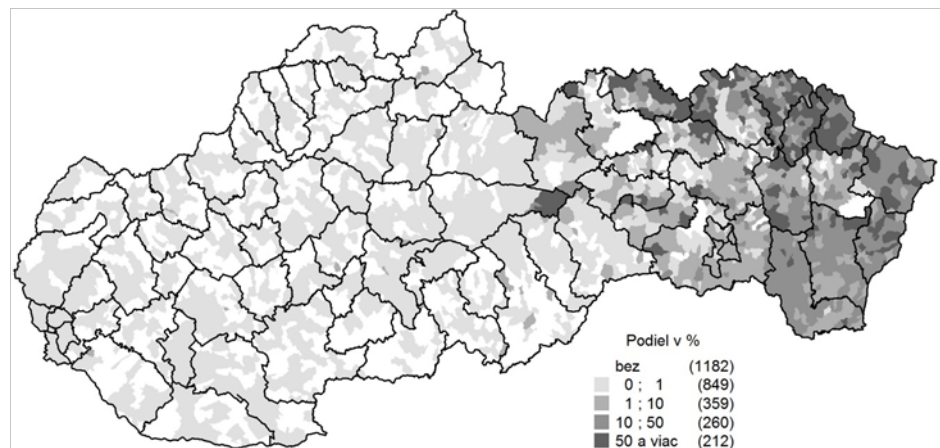 Podiel v %
bez (1182)
0 ; 1 (849)
1 ; 10 (359)
10 ; 50 (260)
50 a viac (212)